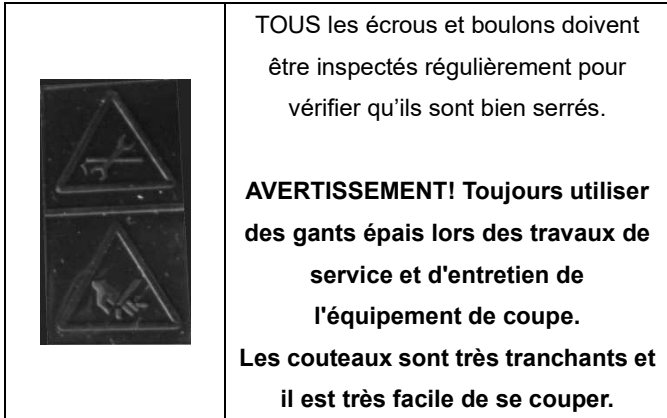 TOUS les écrous et boulons doivent
être inspectés régulièrement pour
vérifier qu’ils sont bien serrés.
AVERTISSEMENT! Toujours utiliser
des gants épais lors des travaux de
service et d'entretien de
l'équipement de coupe.
Les couteaux sont très tranchants et
il est très facile de se couper.